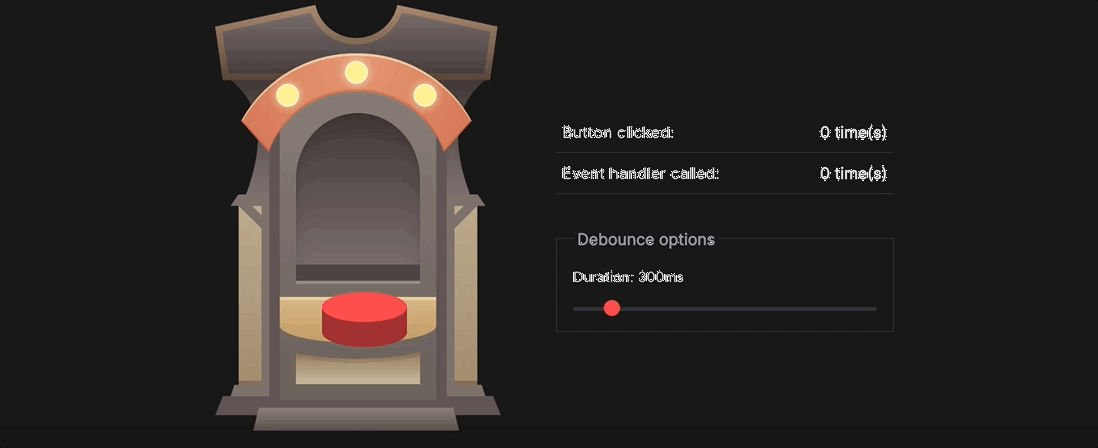 Button clicked: 0 time(s)
Event handler called: 0 time(s)
Debounce options
Duration: 300ms